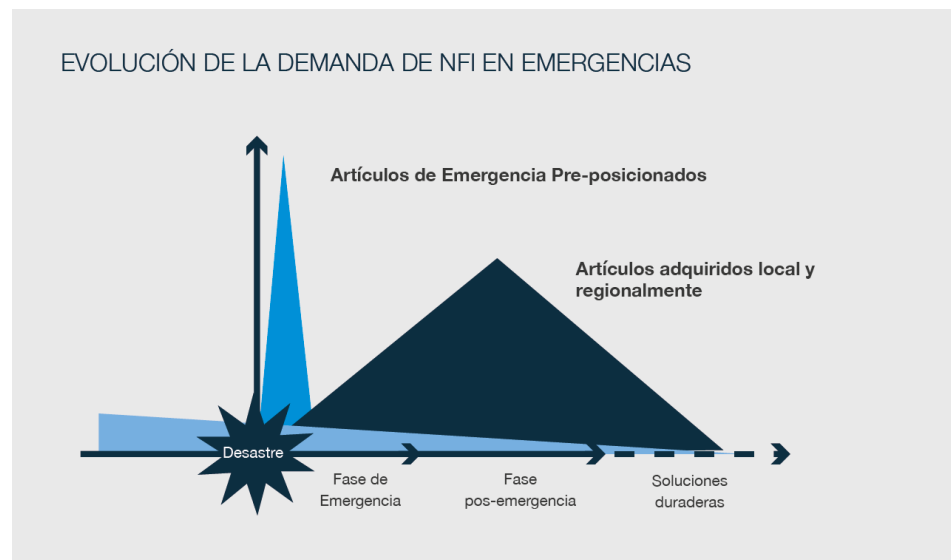 EVOLUCIÓN DE LA DEMANDA DE NFI EN EMERGENCIAS
Artículos de Emergencia Pre-posicionados
Artículos adquiridos local y
regionalmente
Desastre
Fase de
Emergencia
Fase
pos-emergencia
Soluciones
duraderas